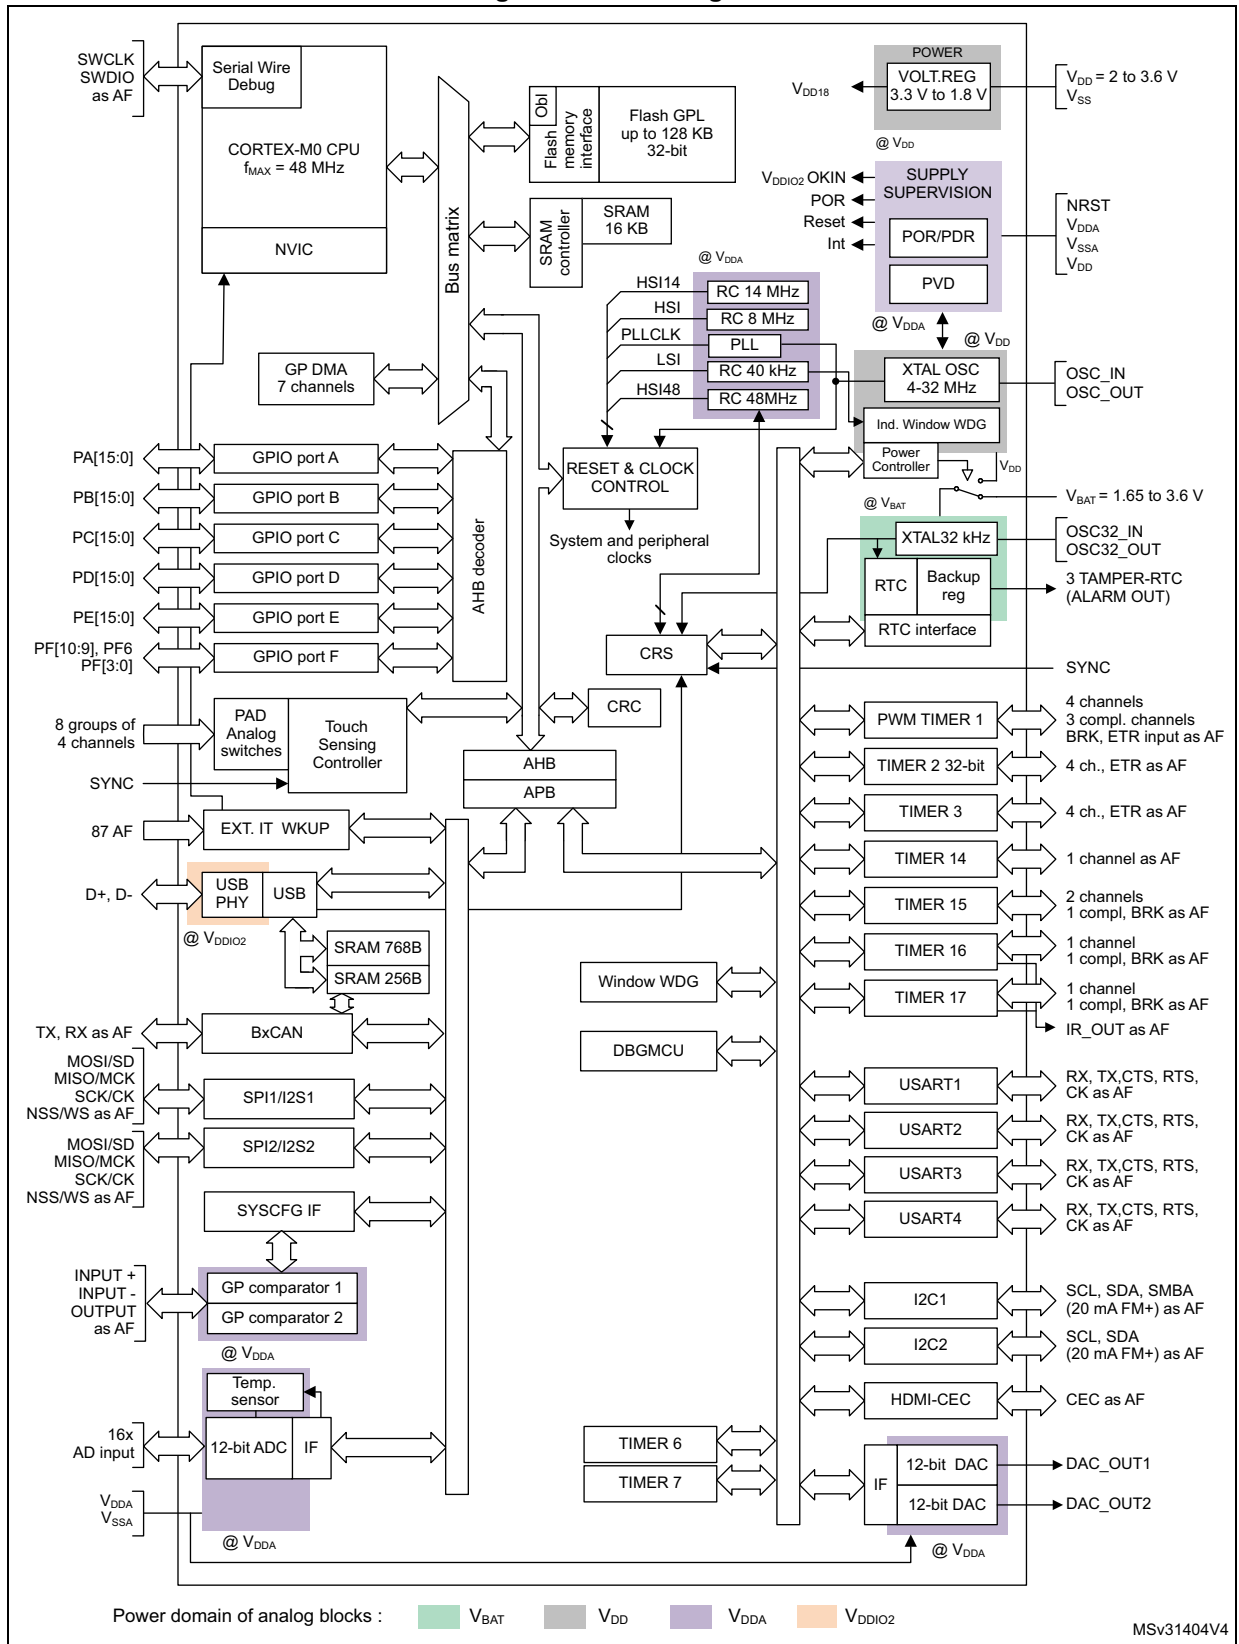 SWCLK
SWDIO
as AF
Serial Wire
Debug
CORTEX-M0 CPU
fMAX = 48 MHz
NVIC
Bus matrix
Obl
Flash
memory
interface
Flash GPL
up to 128 KB
32-bit
SRAM
controller
SRAM
16 KB
POWER
VOLT.REG
3.3 V to 1.8 V
VDD18
VDD = 2 to 3.6 V
VSS
@ VDD
VDDIO2 OKIN
POR
Reset
Int
SUPPLY
SUPERVISION
POR/PDR
PVD
NRST
VDDA
VSSA
VDD
@ VDDA
@ VDDA
@ VDD
HSI14
HSI
PLLCLK
LSI
HSI48
RC 14 MHz
RC 8 MHz
PLL
RC 40 kHz
RC 48MHz
XTAL OSC
4-32 MHz
OSC_IN
OSC_OUT
Ind. Window WDG
Power
Controller
VDD
VBAT = 1.65 to 3.6 V
@ VBAT
GP DMA
7 channels
RESET & CLOCK
CONTROL
System and peripheral
clocks
XTAL32 kHz
OSC32_IN
OSC32_OUT
RTC
Backup
reg
3 TAMPER-RTC
(ALARM OUT)
RTC interface
PA[15:0]
GPIO port A
PB[15:0]
GPIO port B
PC[15:0]
GPIO port C
PD[15:0]
GPIO port D
PE[15:0]
GPIO port E
PF[10:9], PF6
PF[3:0]
GPIO port F
AHB decoder
CRS
SYNC
8 groups of
4 channels
PAD
Analog
switches
Touch
Sensing
Controller
SYNC
CRC
AHB
APB
87 AF
EXT. IT WKUP
D+, D-
USB
PHY
USB
@ VDDIO2
SRAM 768B
SRAM 256B
TX, RX as AF
BxCAN
MOSI/SD
MISO/MCK
SCK/CK
NSS/WS as AF
SPI1/I2S1
MOSI/SD
MISO/MCK
SCK/CK
NSS/WS as AF
SPI2/I2S2
SYSCFG IF
INPUT +
INPUT -
OUTPUT
as AF
GP comparator 1
GP comparator 2
@ VDDA
Temp.
sensor
16x
AD input
12-bit ADC
IF
VDDA
VSSA
@ VDDA
PWM TIMER 1
4 channels
3 compl. channels
BRK, ETR input as AF
TIMER 2 32-bit
4 ch., ETR as AF
TIMER 3
4 ch., ETR as AF
TIMER 14
1 channel as AF
TIMER 15
2 channels
1 compl, BRK as AF
TIMER 16
1 channel
1 compl, BRK as AF
TIMER 17
1 channel
1 compl, BRK as AF
IR_OUT as AF
Window WDG
DBGMCU
USART1
RX, TX,CTS, RTS,
CK as AF
USART2
RX, TX,CTS, RTS,
CK as AF
USART3
RX, TX,CTS, RTS,
CK as AF
USART4
RX, TX,CTS, RTS,
CK as AF
I2C1
SCL, SDA, SMBA
(20 mA FM+) as AF
I2C2
SCL, SDA
(20 mA FM+) as AF
HDMI-CEC
CEC as AF
TIMER 6
TIMER 7
IF
12-bit DAC
DAC_OUT1
12-bit DAC
DAC_OUT2
@ VDDA
Power domain of analog blocks :
VBAT
VDD
VDDA
VDDIO2
MSv31404V4